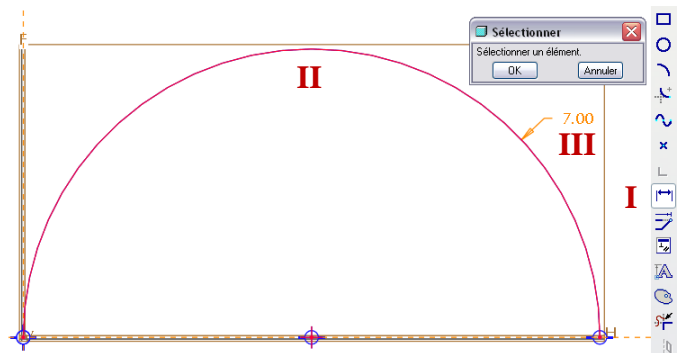 Sélectionner
Sélectionner un élément.
OK Annuler
II
7.00
III
I
H